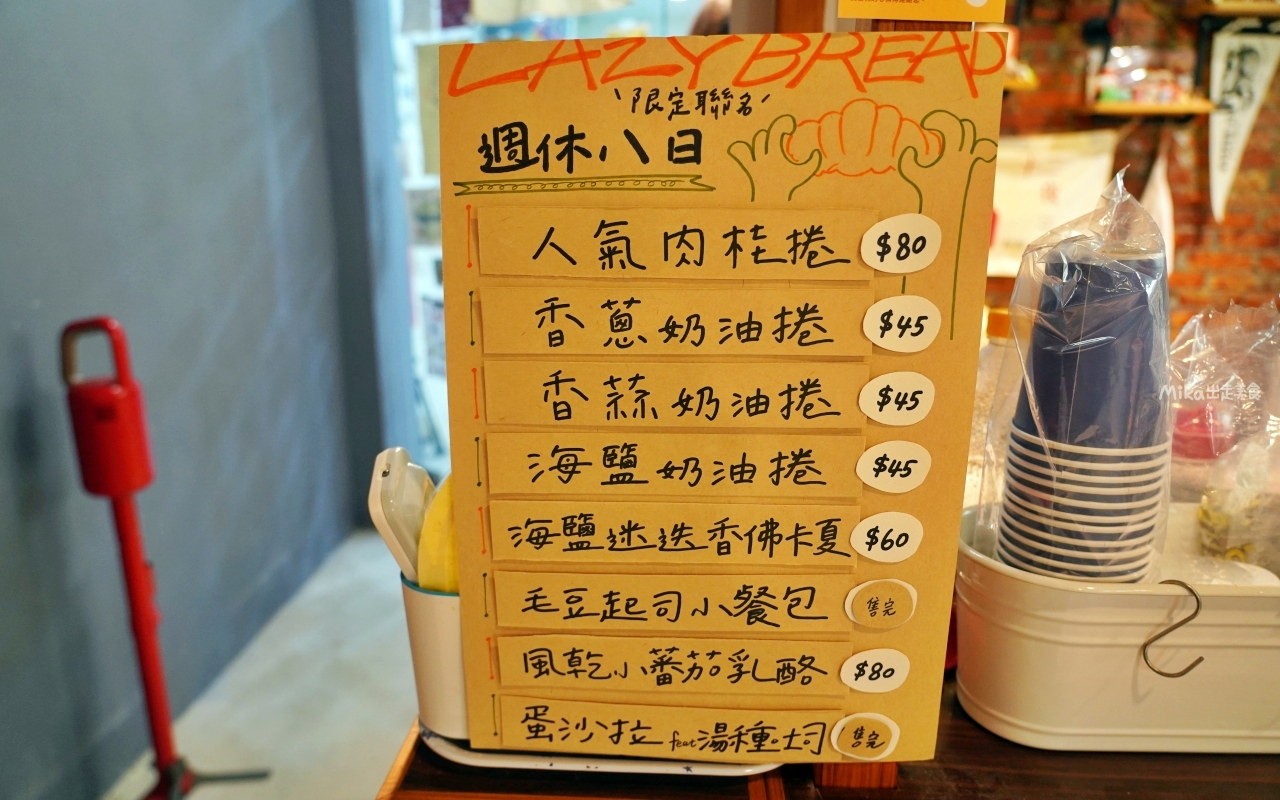 LAZY BREAD
限定聯名
週休八日
人氣肉桂捲 $80
香蔥奶油捲 $45
香蒜奶油捲 $45
海鹽奶油捲 $45
海鹽迷迭香佛卡夏 $60
毛豆起司小餐包 售完
風乾小蕃茄乳酪 $80
蛋沙拉 feat 湯種吐司 售完
Mika出走美食